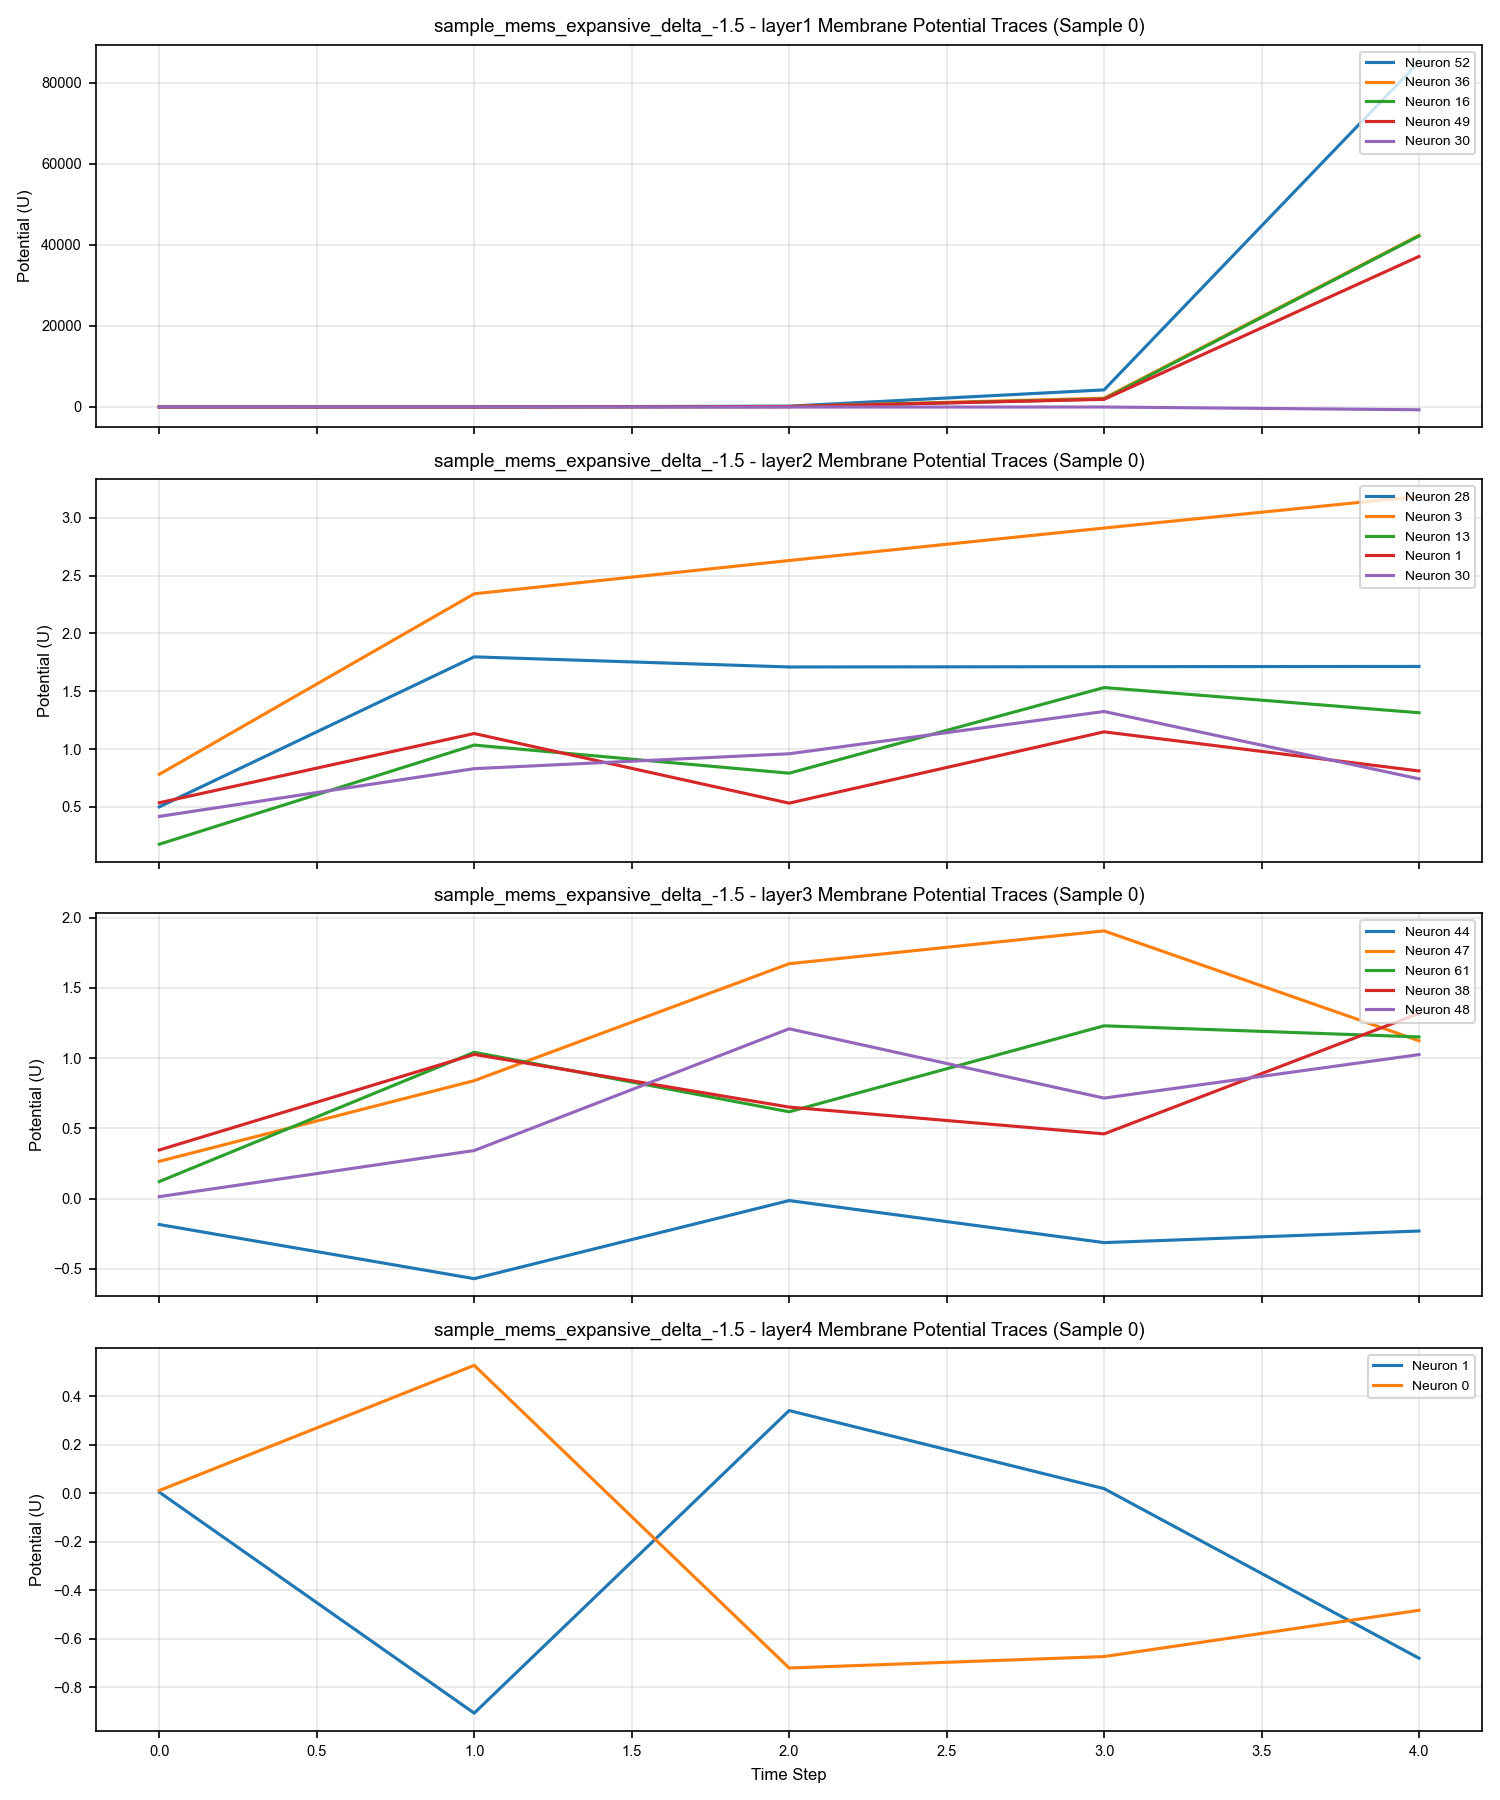 sample_mems_expansive_delta_-1.5 - layer1 Membrane Potential Traces (Sample 0)
80000
60000
40000
20000
0
Potential (U)
Neuron 52
Neuron 36
Neuron 16
Neuron 49
Neuron 30
sample_mems_expansive_delta_-1.5 - layer2 Membrane Potential Traces (Sample 0)
3.0
2.5
2.0
1.5
1.0
0.5
Potential (U)
Neuron 28
Neuron 3
Neuron 13
Neuron 1
Neuron 30
sample_mems_expansive_delta_-1.5 - layer3 Membrane Potential Traces (Sample 0)
2.0
1.5
1.0
0.5
0.0
−0.5
Potential (U)
Neuron 44
Neuron 47
Neuron 61
Neuron 38
Neuron 48
sample_mems_expansive_delta_-1.5 - layer4 Membrane Potential Traces (Sample 0)
0.4
0.2
0.0
−0.2
−0.4
−0.6
−0.8
Potential (U)
Neuron 1
Neuron 0
0.0 0.5 1.0 1.5 2.0 2.5 3.0 3.5 4.0
Time Step